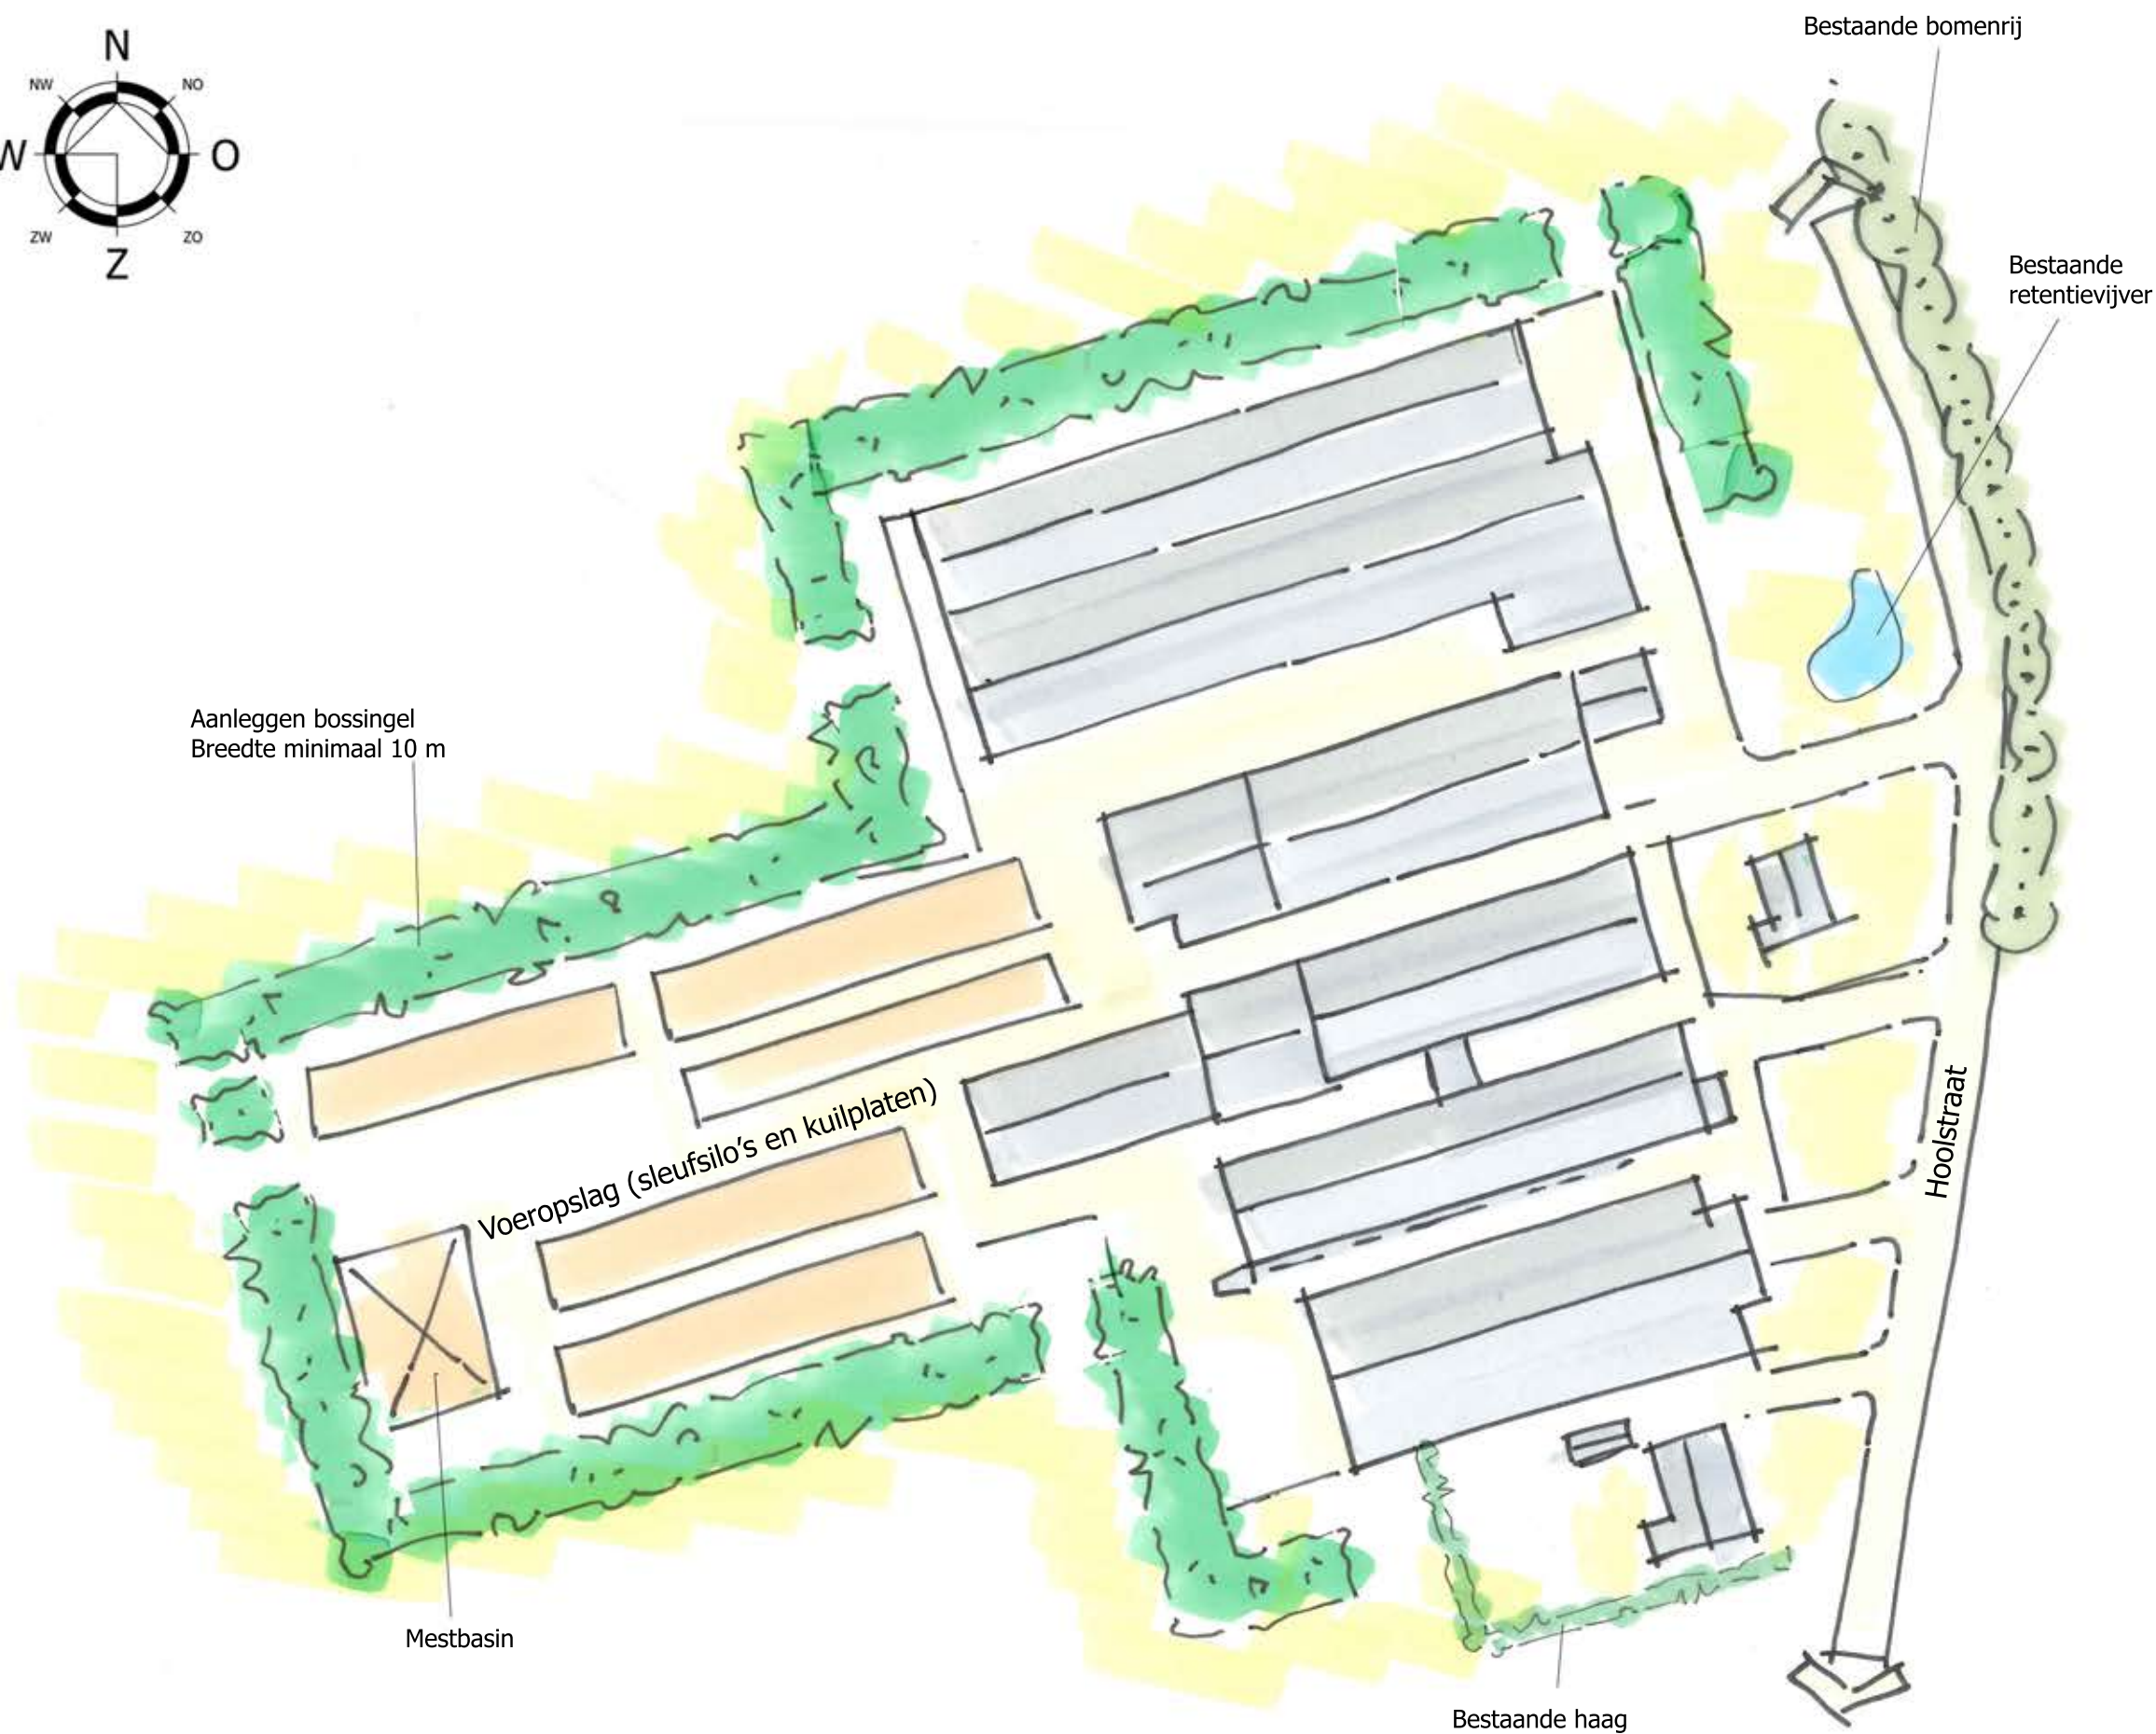 Bestaande bomenrij
N
NW
NO
W
O
ZW
ZO
Z
Bestaande
retentievijver
Aanleggen bossingel
Breedte minimaal 10 m
Voeropslag (sleufsilo's en kuilplaten)
Hoolstraat
Mestbasin
Bestaande haag